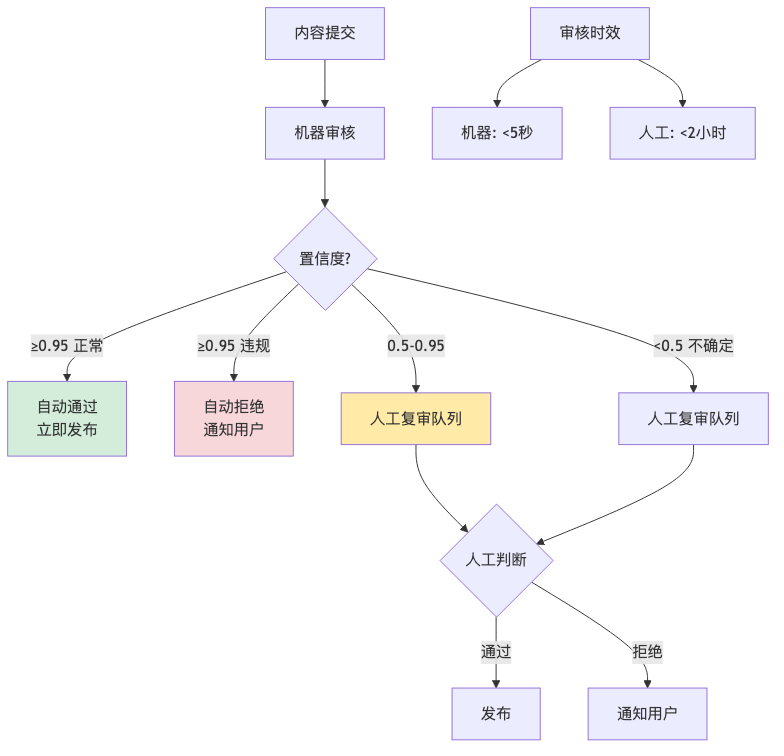 内容提交
审核时效
机器审核
机器: <5秒
人工: <2小时
置信度?
≥0.95 正常
≥0.95 违规
0.5-0.95
<0.5 不确定
自动通过
立即发布
自动拒绝
通知用户
人工复审队列
人工复审队列
人工判断
通过
拒绝
发布
通知用户